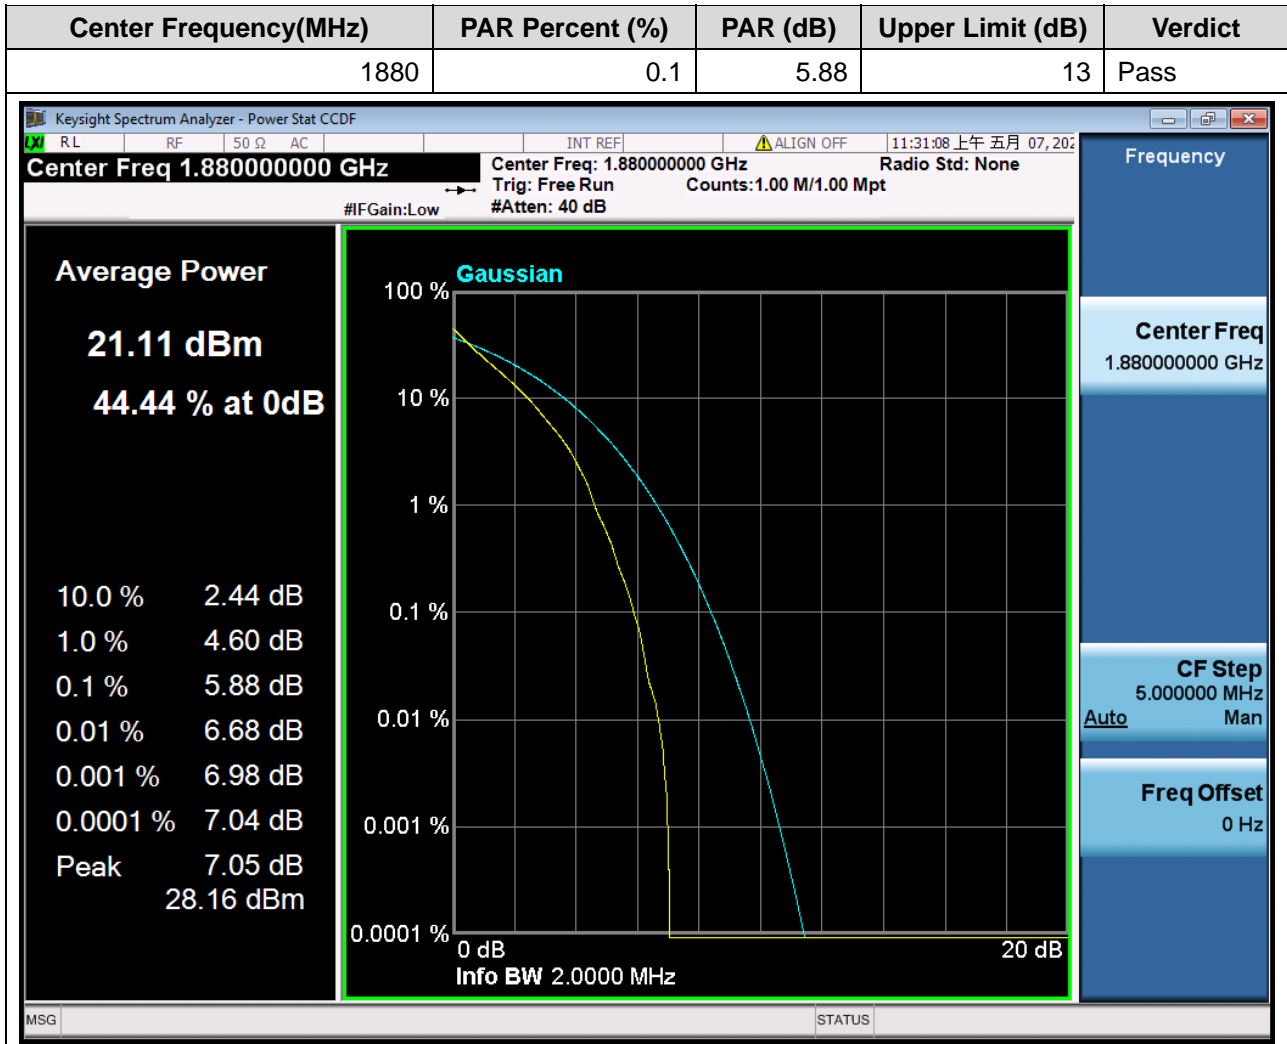 Center Frequency(MHz) PAR Percent (%) PAR (dB) Upper Limit (dB) Verdict
1880 0.1 5.88 13 Pass
Keysight Spectrum Analyzer - Power Stat CCDF
LXI RL RF 50 Ω AC INT REF ALIGN OFF 11:31:08 上午 五月 07, 202
Center Freq 1.880000000 GHz
#IFGain:Low
Center Freq: 1.880000000 GHz Radio Std: None
Trig: Free Run Counts:1.00 M/1.00 Mpt
#Atten: 40 dB
Average Power
21.11 dBm
44.44 % at 0dB
10.0 % 2.44 dB
1.0 % 4.60 dB
0.1 % 5.88 dB
0.01 % 6.68 dB
0.001 % 6.98 dB
0.0001 % 7.04 dB
Peak 7.05 dB
28.16 dBm
Gaussian
100 %
10 %
1 %
0.1 %
0.01 %
0.001 %
0.0001 %
0 dB 20 dB
Info BW 2.0000 MHz
Frequency
Center Freq
1.880000000 GHz
CF Step
5.000000 MHz
Auto Man
Freq Offset
0 Hz
MSG STATUS